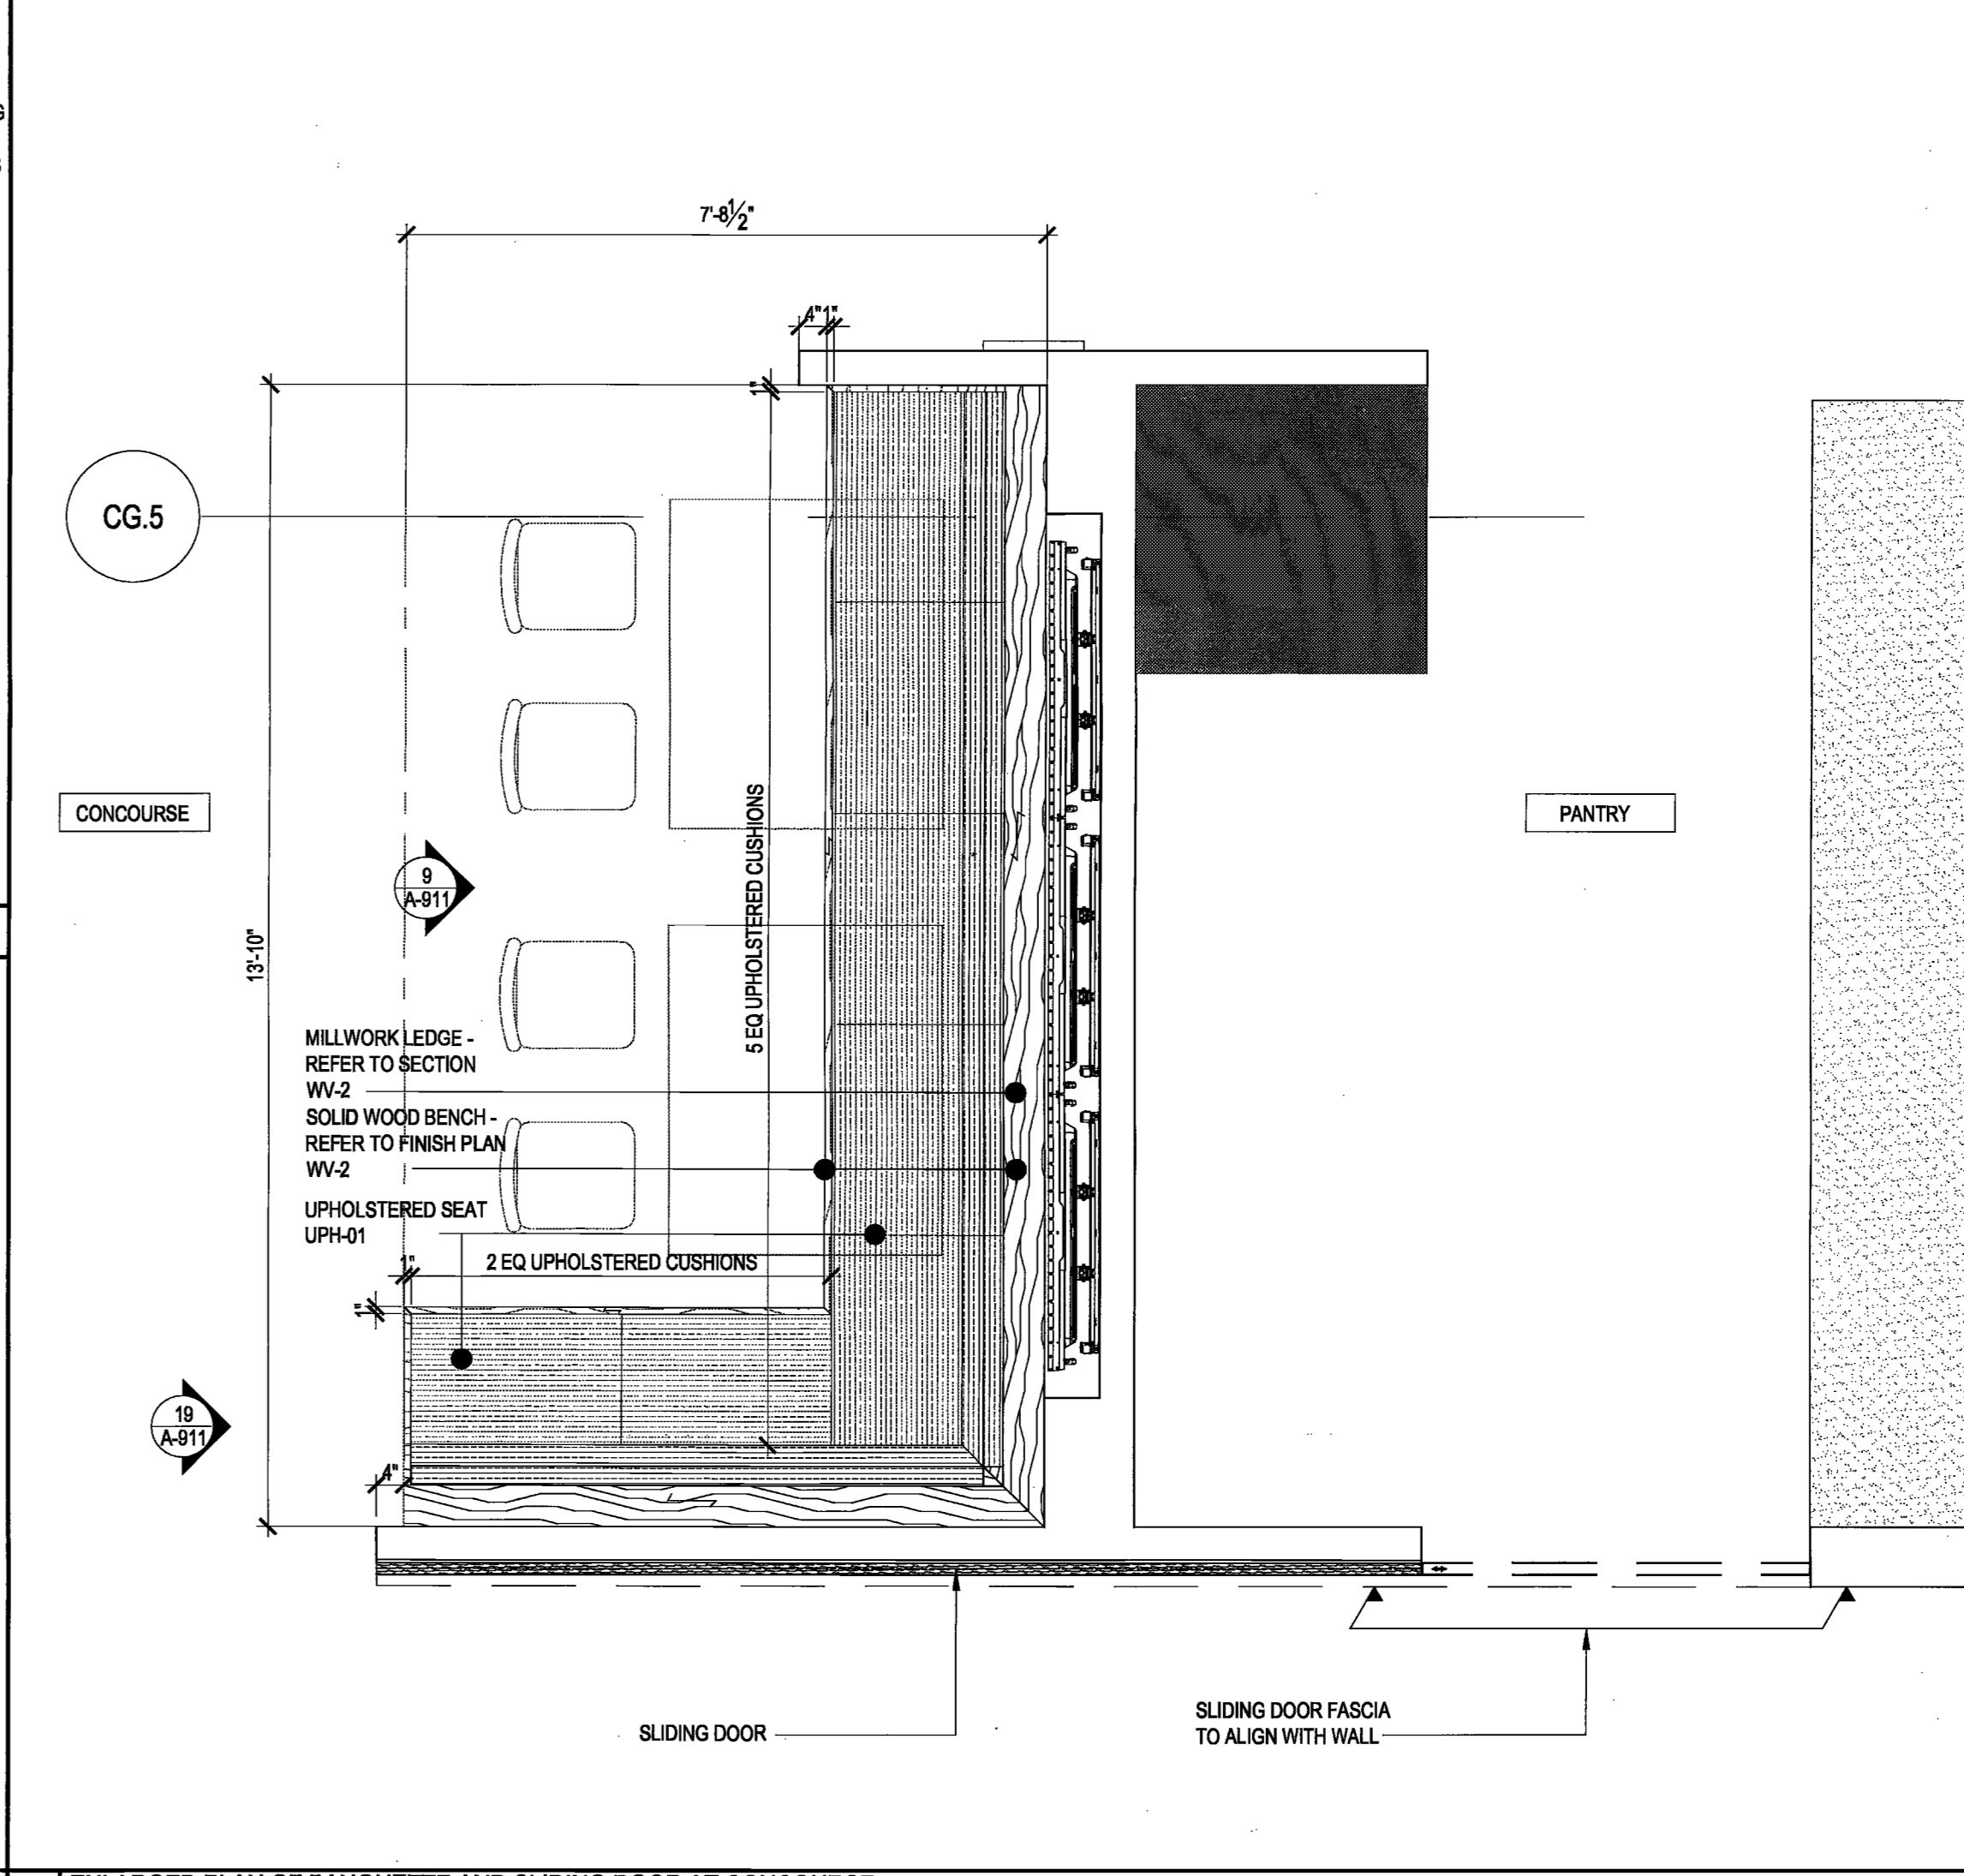 7'-8½"
4" 1"
1"
CG.5
CONCOURSE
PANTRY
9
A-911
5 EQ UPHOLSTERED CUSHIONS
13'-10"
MILLWORK LEDGE -
REFER TO SECTION
WV-2
SOLID WOOD BENCH -
REFER TO FINISH PLAN
WV-2
UPHOLSTERED SEAT
UPH-01
1"
2 EQ UPHOLSTERED CUSHIONS
1"
19
A-911
4"
SLIDING DOOR
SLIDING DOOR FASCIA
TO ALIGN WITH WALL